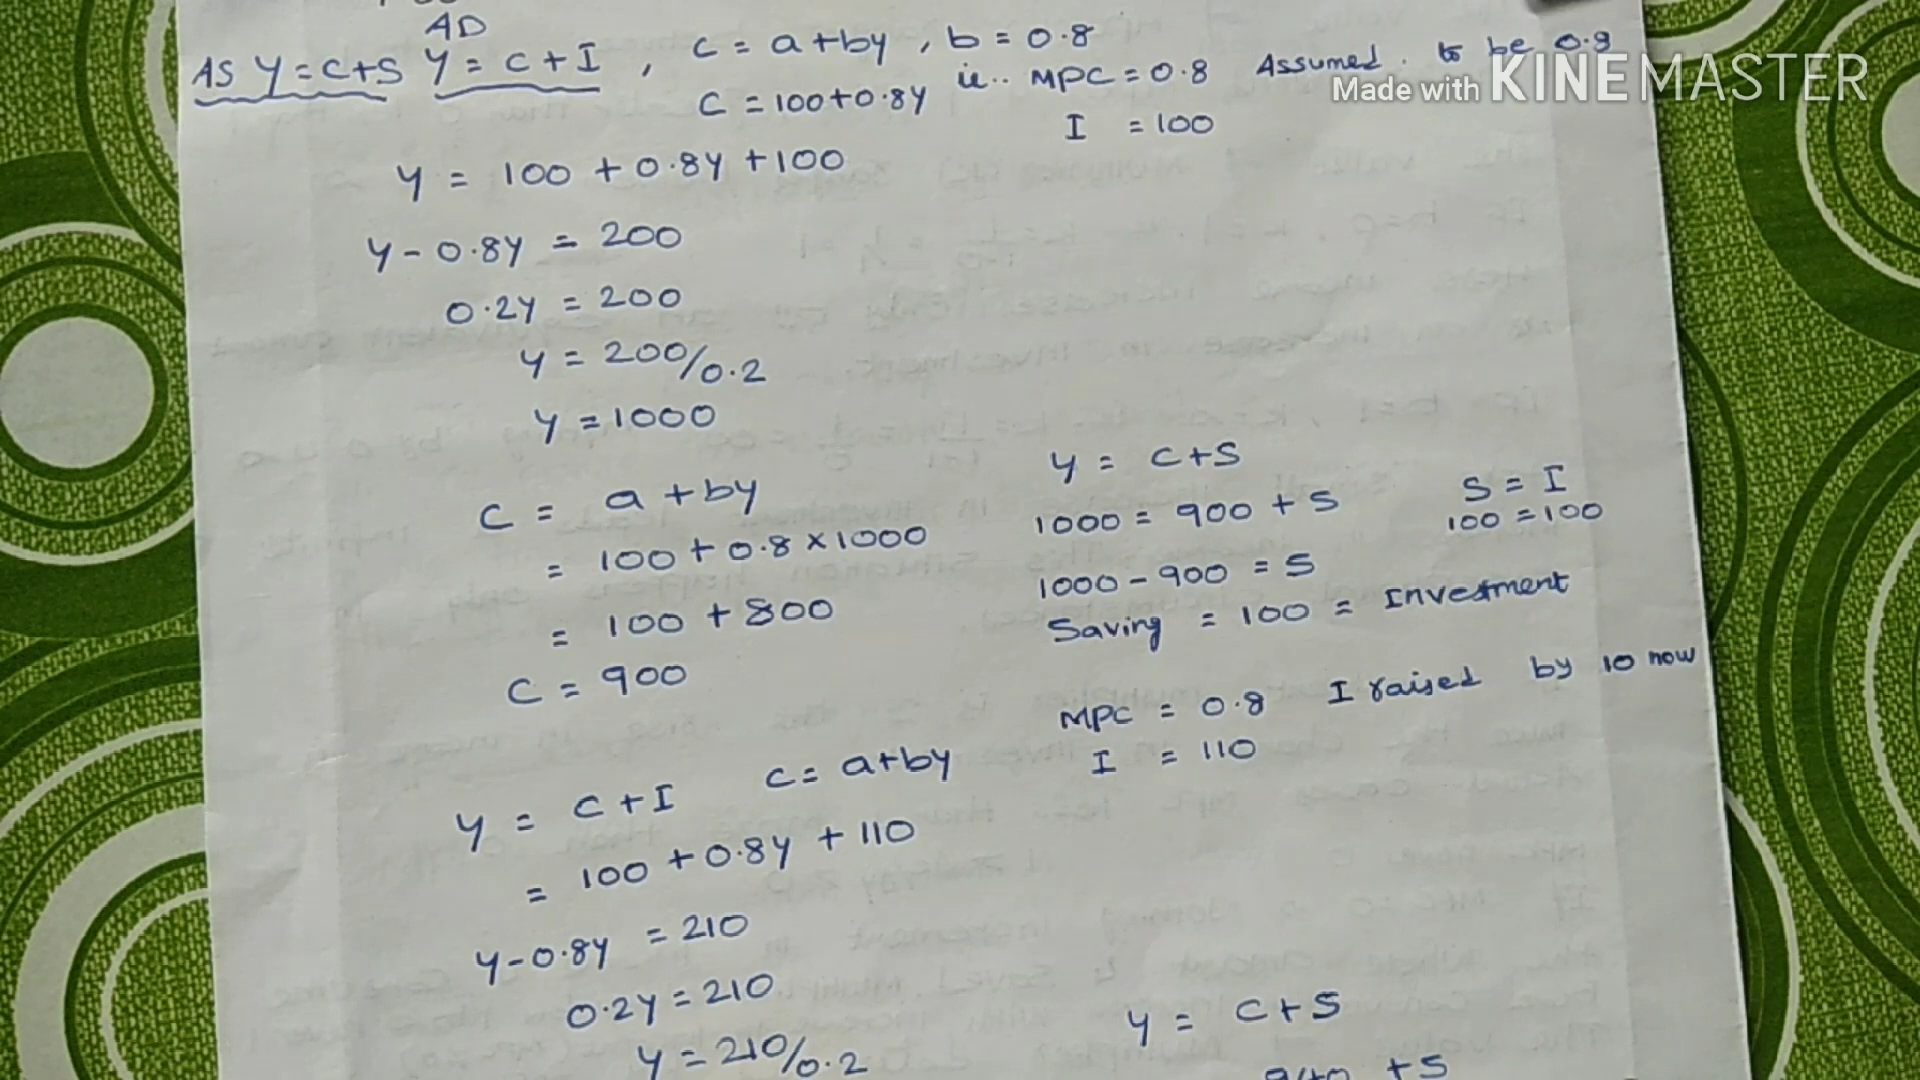 AD
AS Y = C+S Y = C + I , C = a + by , b = 0.8
C = 100 + 0.8Y ie.. MPC = 0.8 Assumed. to be 0.8
Made with KINEMASTER
I = 100
Y = 100 + 0.8Y + 100
Y - 0.8Y = 200
0.2Y = 200
Y = 200/0.2
Y = 1000
C = a + by
= 100 + 0.8 × 1000
= 100 + 800
C = 900
Y = C+S
1000 = 900 + S
1000 - 900 = S
Saving = 100 = Investment
S = I
100 = 100
MPC = 0.8 I raised by 10 now
I = 110
Y = C + I C = a+by
= 100 + 0.8Y + 110
Y - 0.8Y = 210
0.2Y = 210
Y = 210/0.2
Y = C + S
+ S